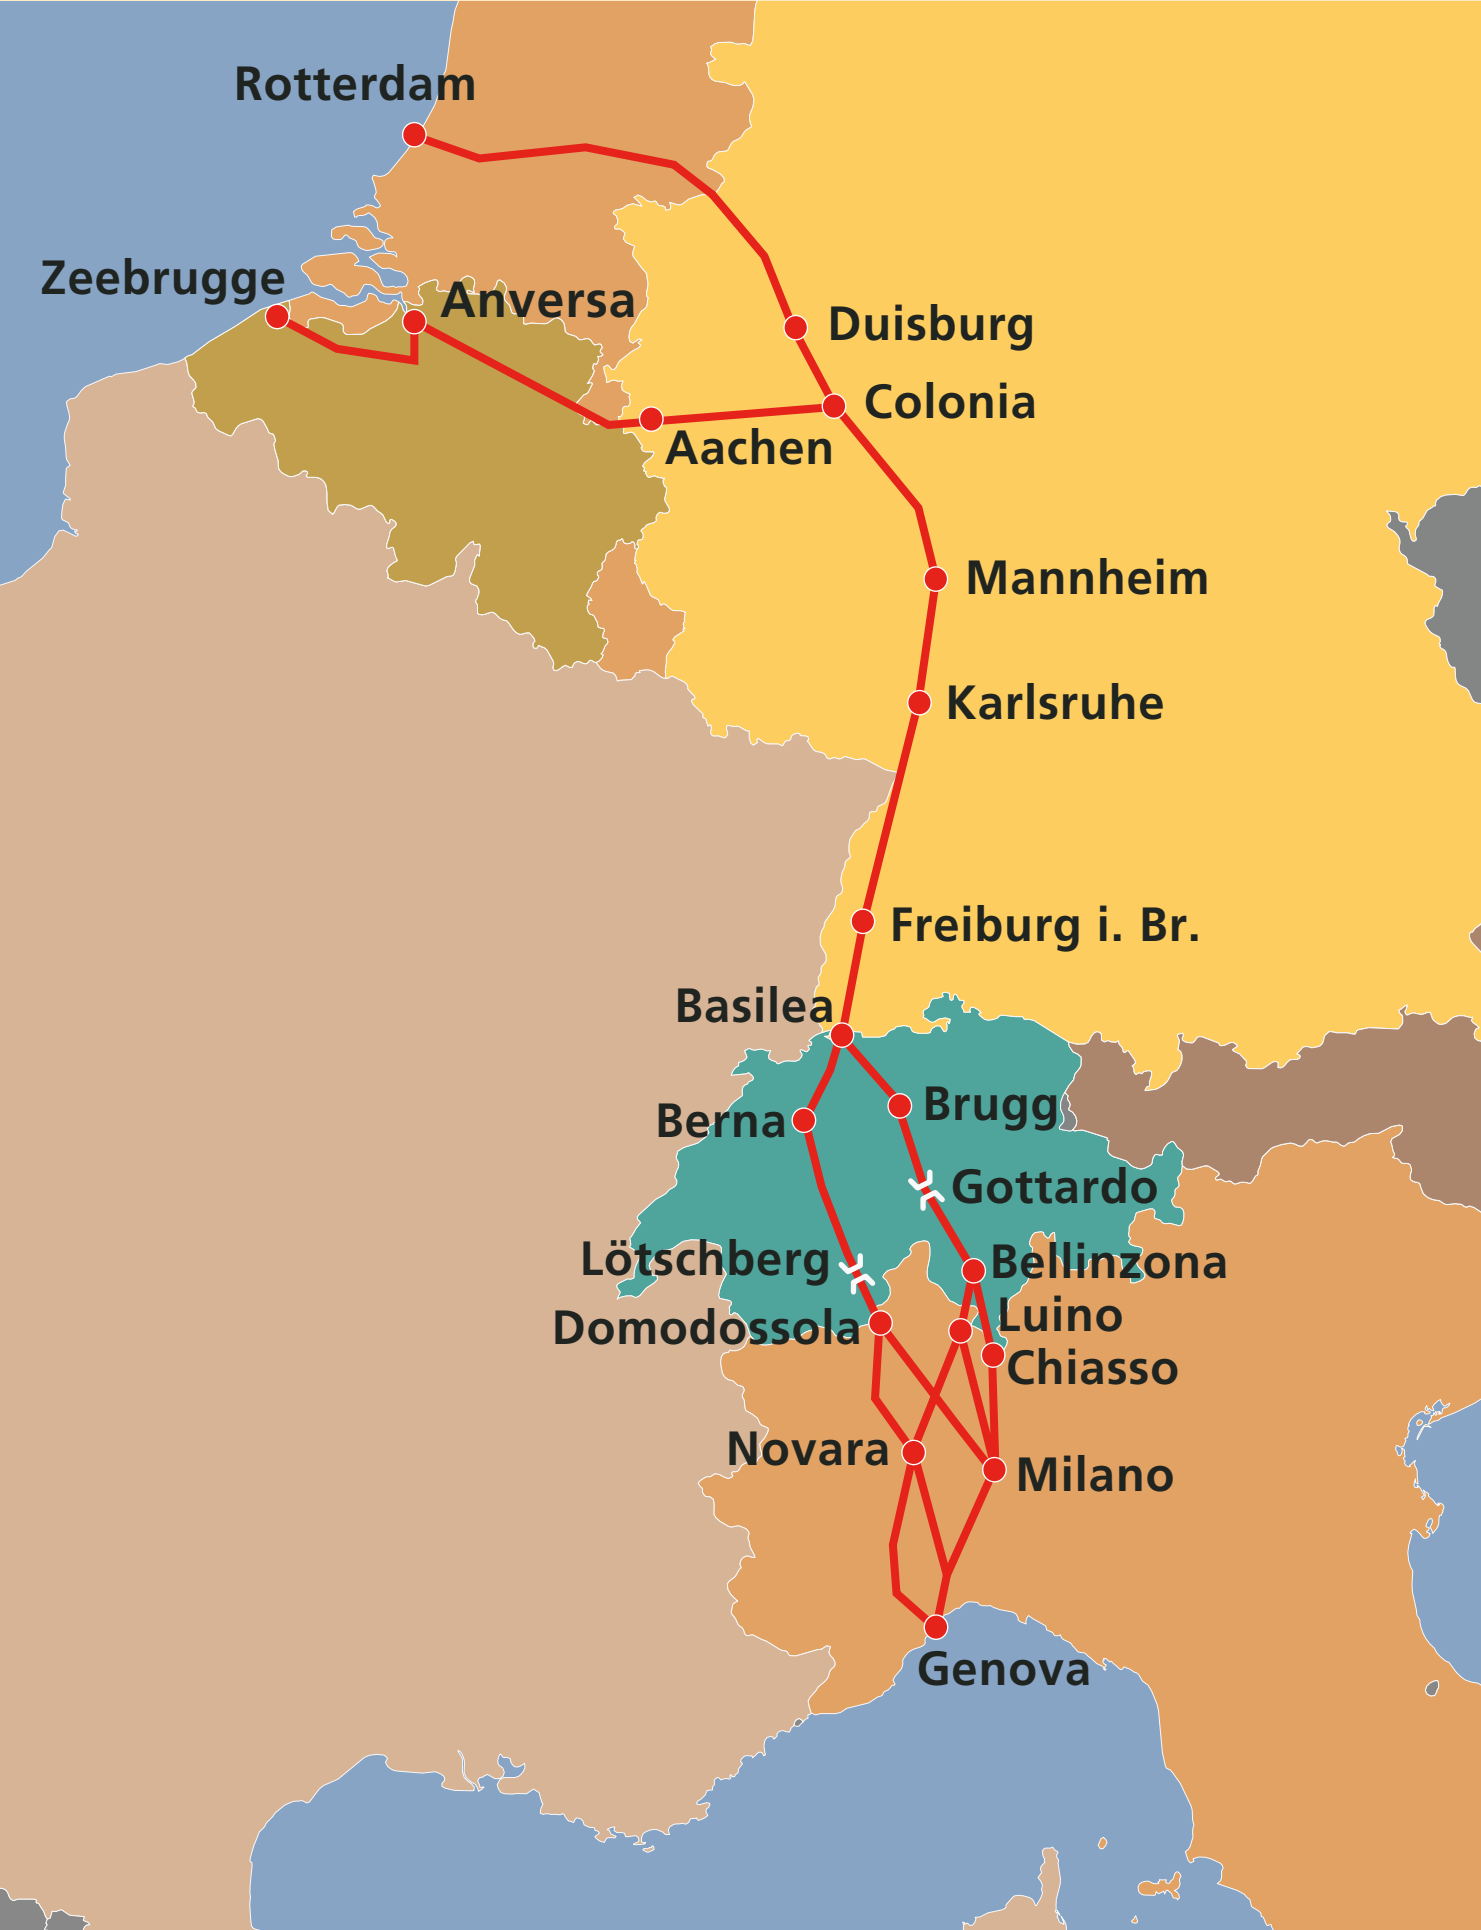 Rotterdam
Zeebrugge
Anversa
Duisburg
Colonia
Aachen
Mannheim
Karlsruhe
Freiburg i. Br.
Basilea
Brugg
Berna
Gottardo
Lötschberg
Bellinzona
Luino
Domodossola
Chiasso
Novara
Milano
Genova